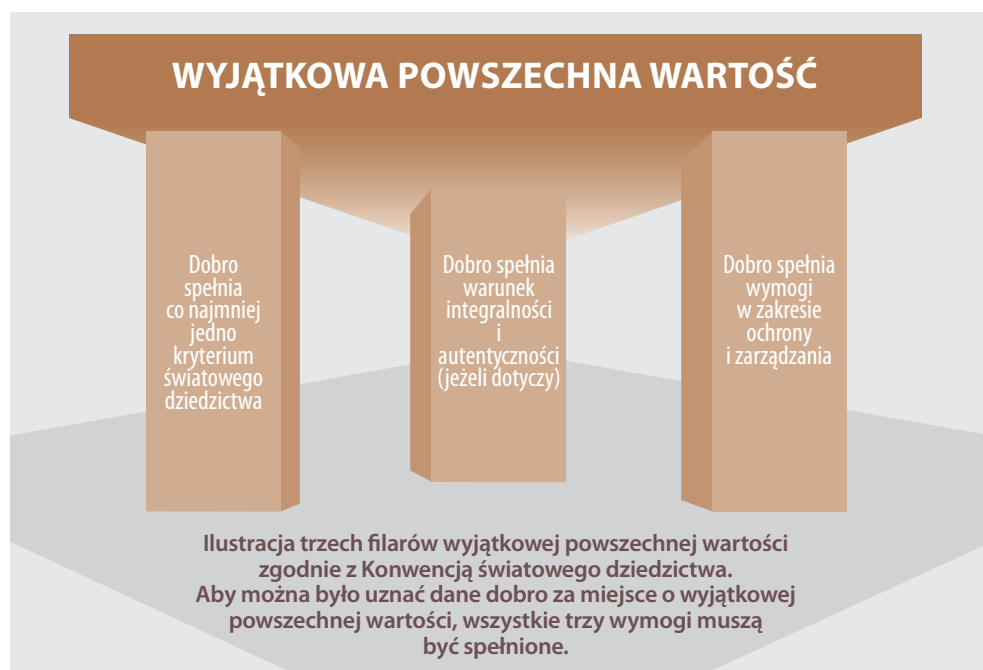 WYJĄTKOWA POWSZECHNA WARTOŚĆ
Dobro
spełnia
co najmniej
jedno
kryterium
światowego
dziedzictwa
Dobro spełnia
warunek
integralności
i
autentyczności
(jeżeli dotyczy)
Dobro spełnia
wymogi
w zakresie
ochrony
i zarządzania
Ilustracja trzech filarów wyjątkowej powszechnej wartości
zgodnie z Konwencją światowego dziedzictwa.
Aby można było uznać dane dobro za miejsce o wyjątkowej
powszechnej wartości, wszystkie trzy wymogi muszą
być spełnione.